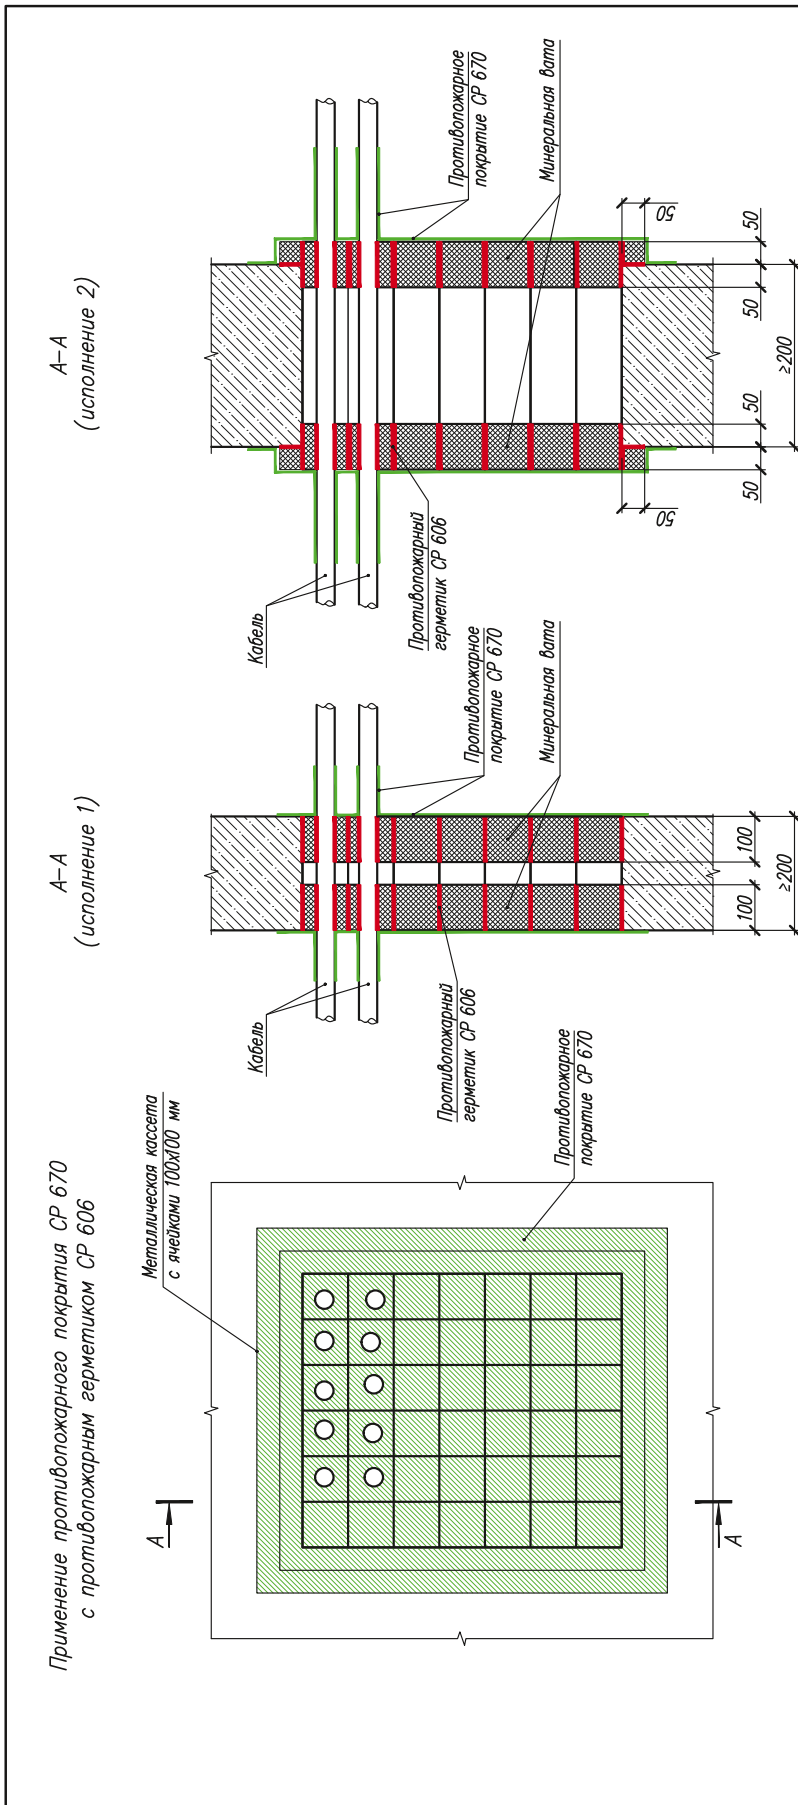 Применение противопожарного покрытия CP 670
с противопожарным герметиком CP 606
Металлическая кассета
с ячейками 100x100 мм
Противопожарное
покрытие CP 670
А
А
А-А
(исполнение 1)
Кабель
Противопожарный
герметик CP 606
Противопожарное
покрытие CP 670
Минеральная вата
100
100
≥200
А-А
(исполнение 2)
Кабель
Противопожарный
герметик CP 606
Противопожарное
покрытие CP 670
Минеральная вата
50
50
50
50
50
50
≥200